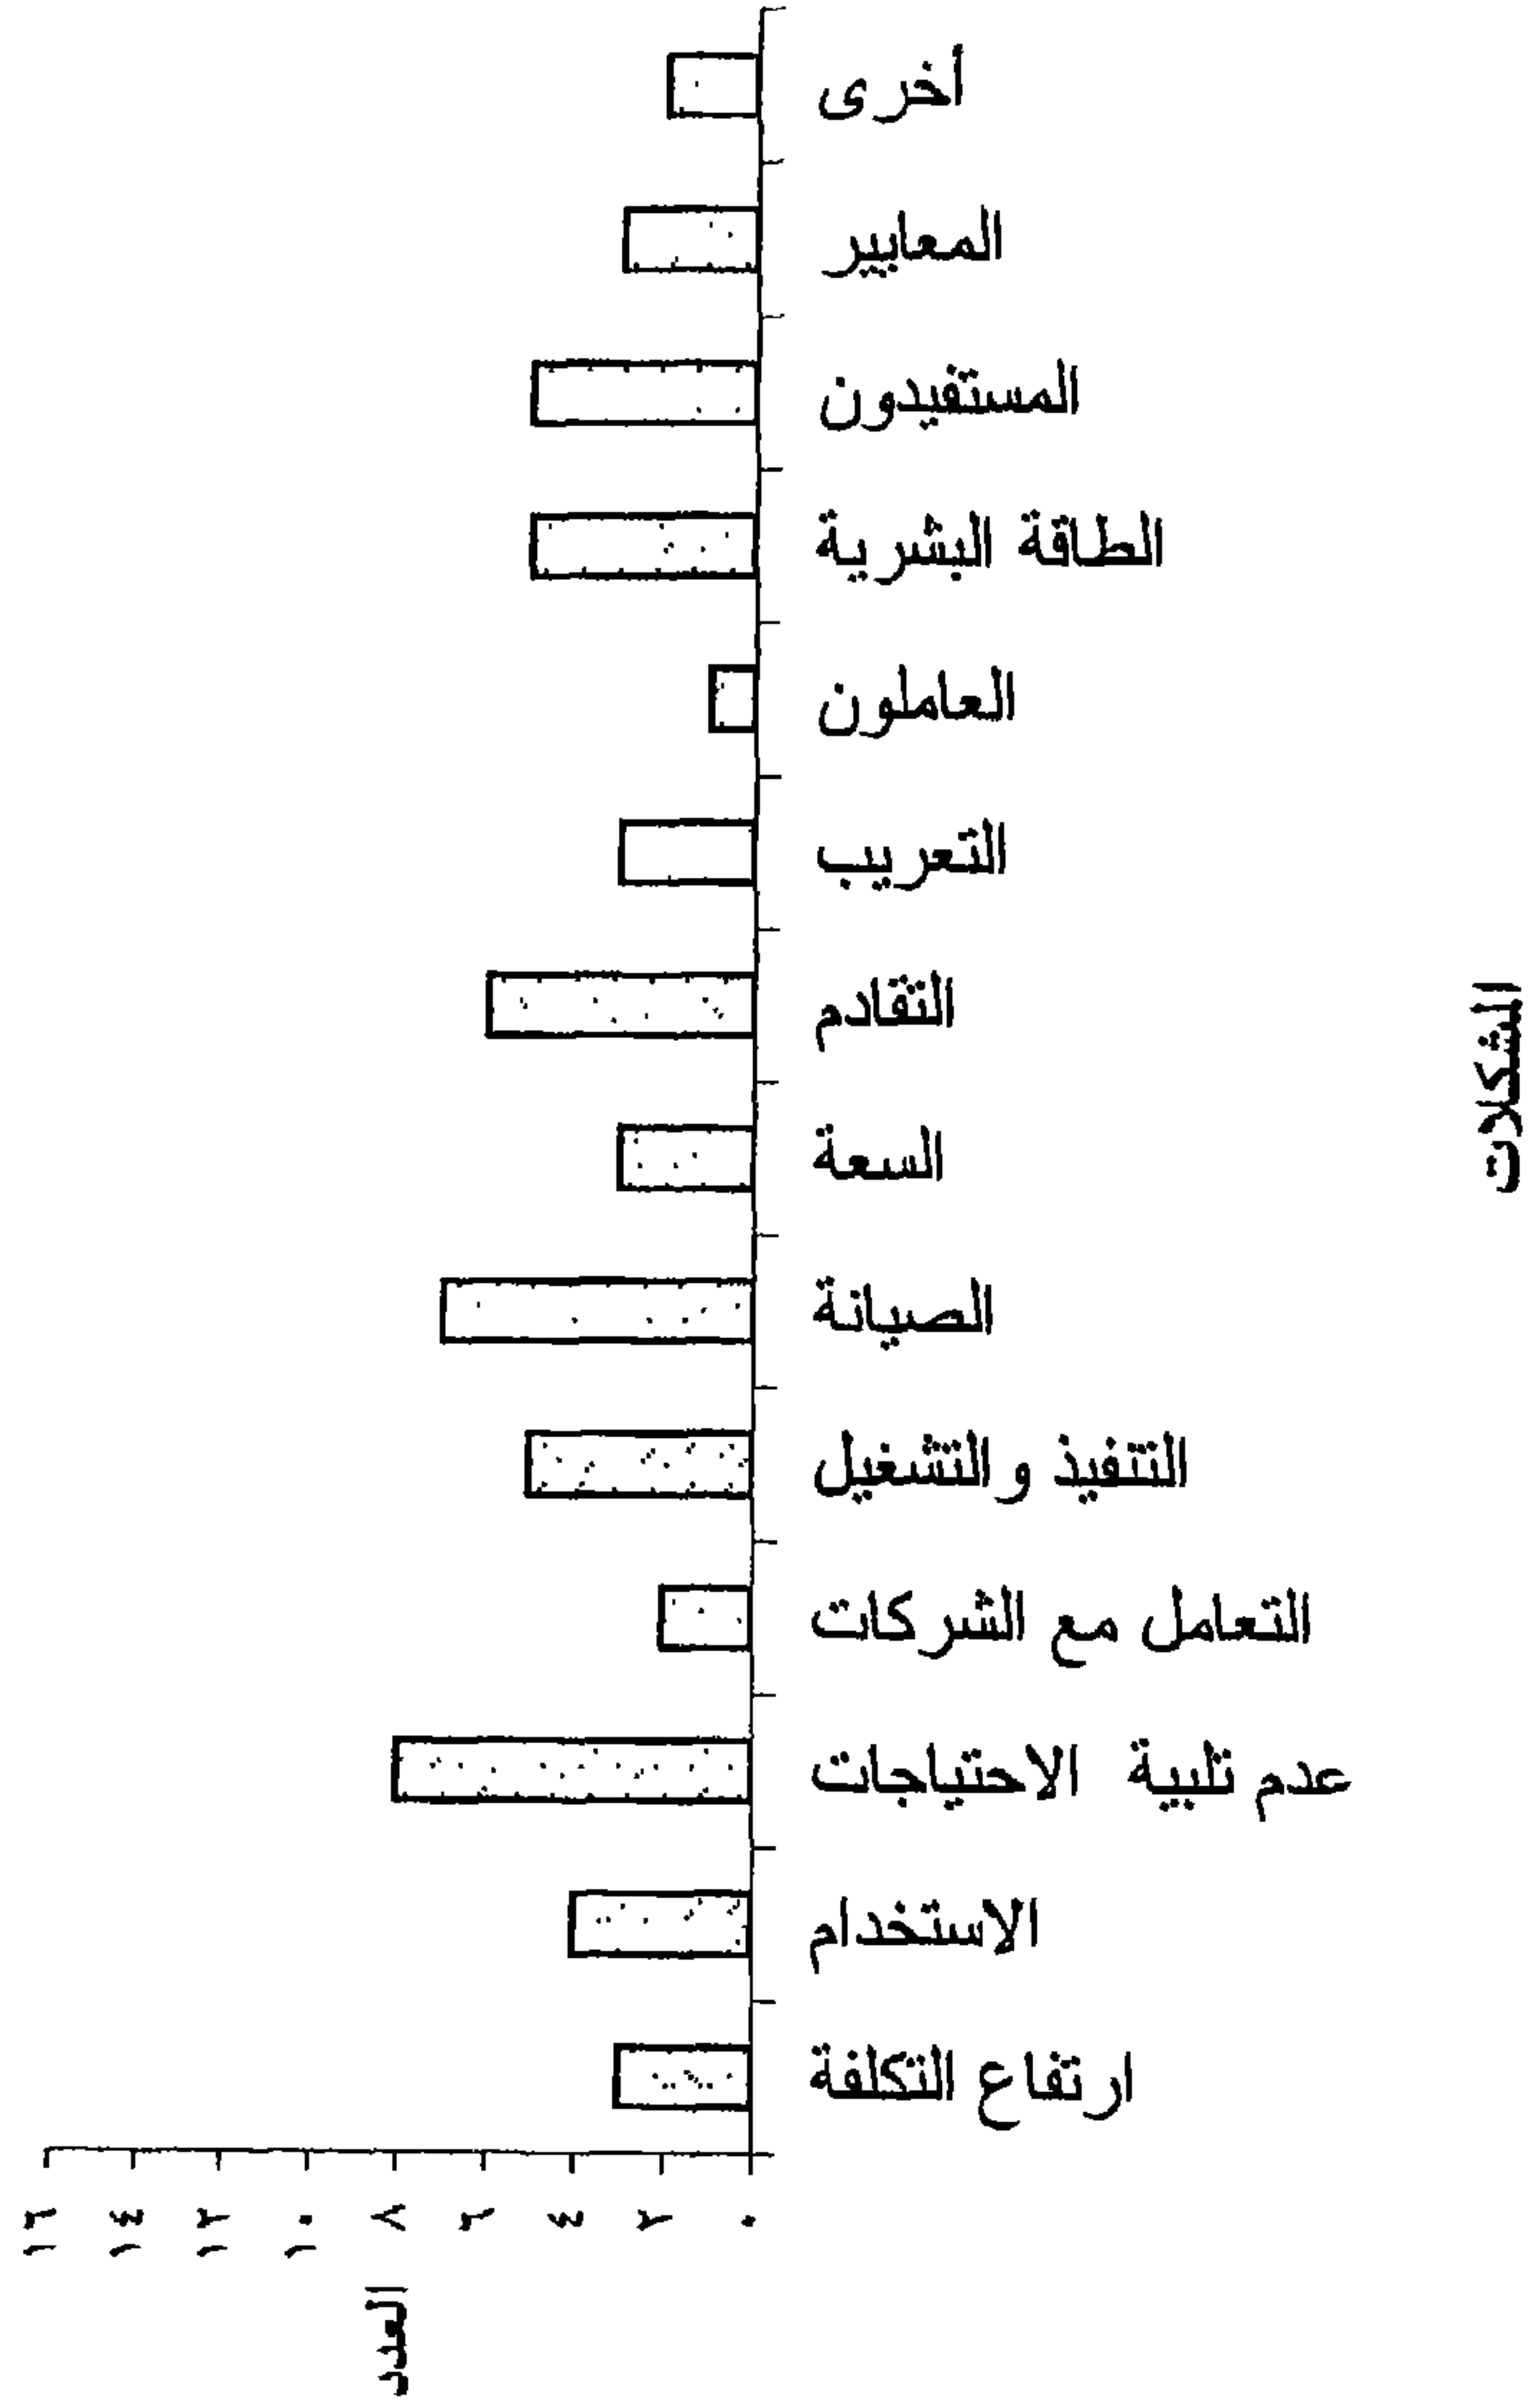 أخرى
المعايير
المستفيدون
الطاقة البشرية
العاملون
التعريب
التقادم
السعة
الصيانة
التنفيذ والتشغيل
التعامل مع الشركات
عدم تلبية الاحتياجات
الاستخدام
ارتفاع التكلفة
المشكلات
١٦
١٤
١٢
١٠
٨
٦
٤
٢
٠
العدد